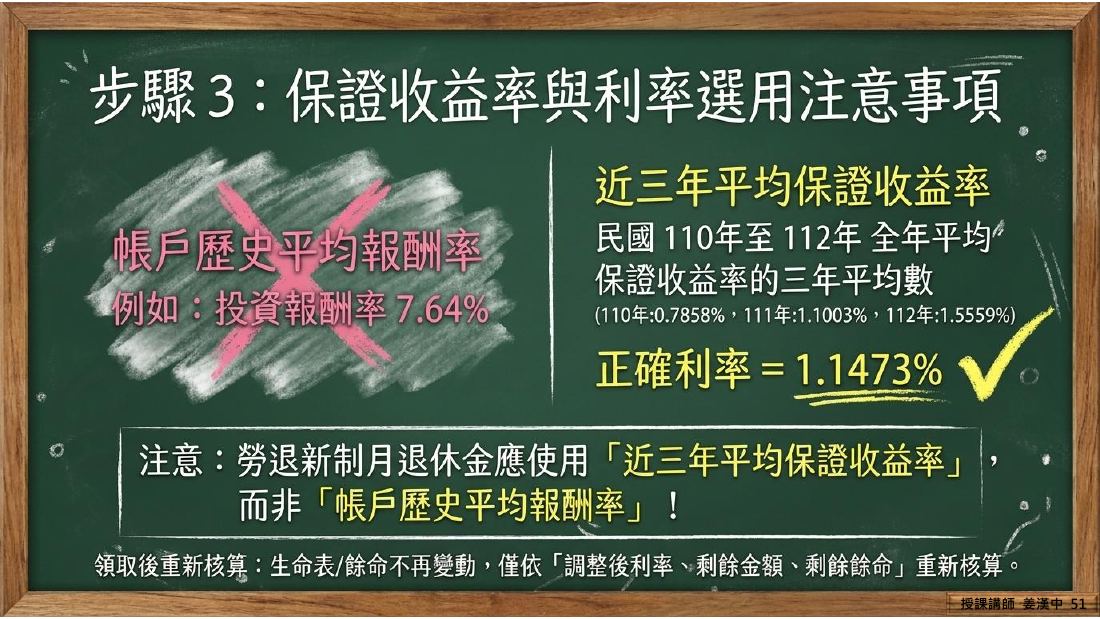 步驟 3：保證收益率與利率選用注意事項
帳戶歷史平均報酬率
例如：投資報酬率 7.64%
近三年平均保證收益率
民國 110年至 112年 全年平均
保證收益率的三年平均數
(110年:0.7858%，111年:1.1003%，112年:1.5559%)
正確利率 = 1.1473%
注意：勞退新制月退休金應使用「近三年平均保證收益率」，
而非「帳戶歷史平均報酬率」！
領取後重新核算：生命表/餘命不再變動，僅依「調整後利率、剩餘金額、剩餘餘命」重新核算。
授課講師 姜漢中 51